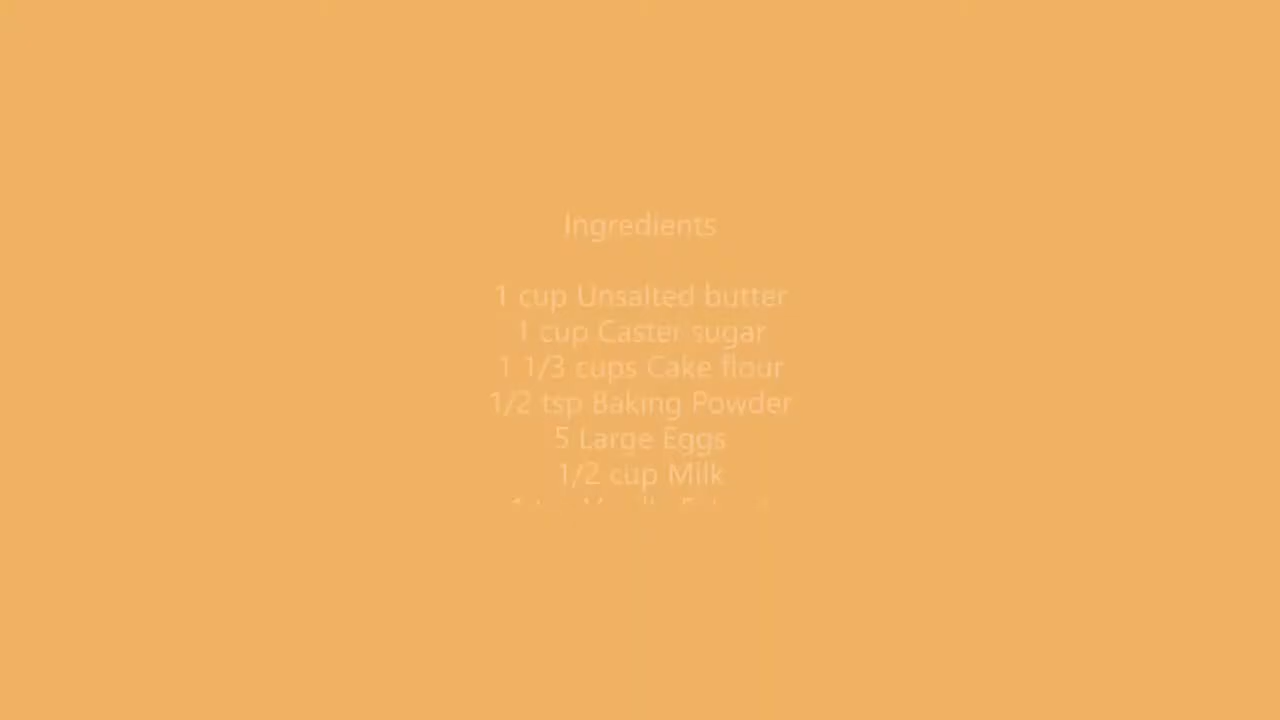 Ingredients
1 cup Unsalted butter
1 cup Caster sugar
1 1/3 cups Cake flour
1/2 tsp Baking Powder
5 Large Eggs
1/2 cup Milk